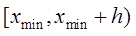 [x_min, x_min + h)